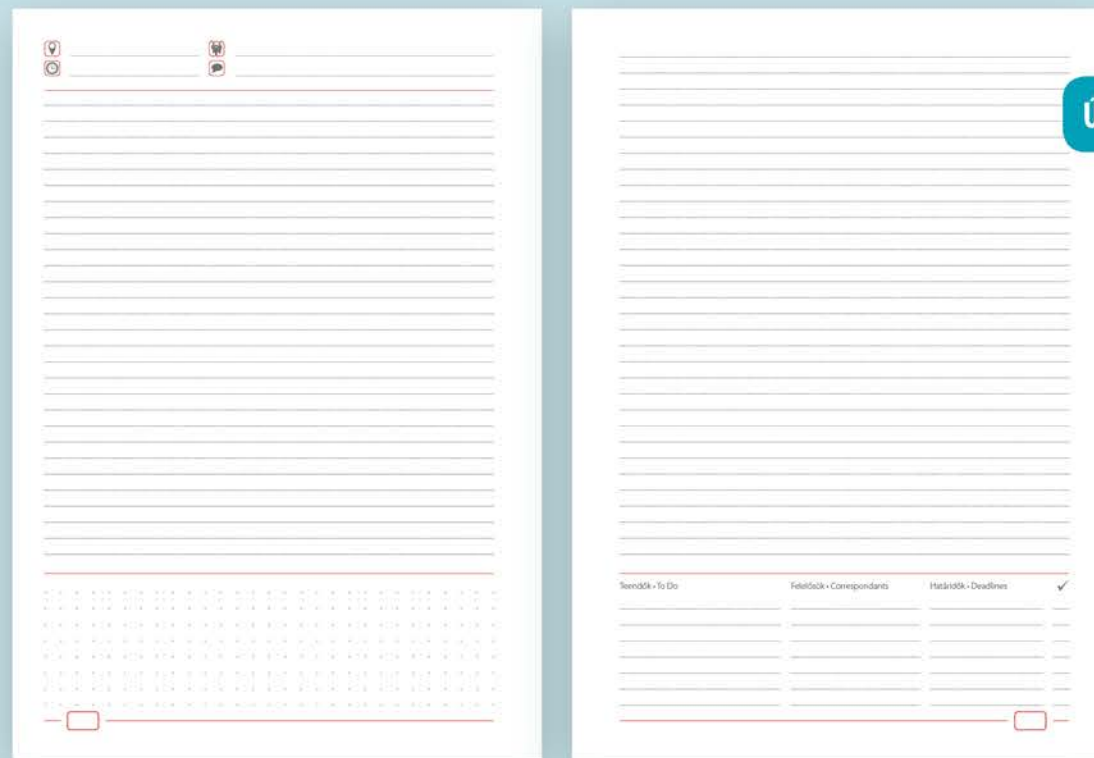 Teendők • To Do Felelősök • Correspondants Határidők • Deadlines ✓